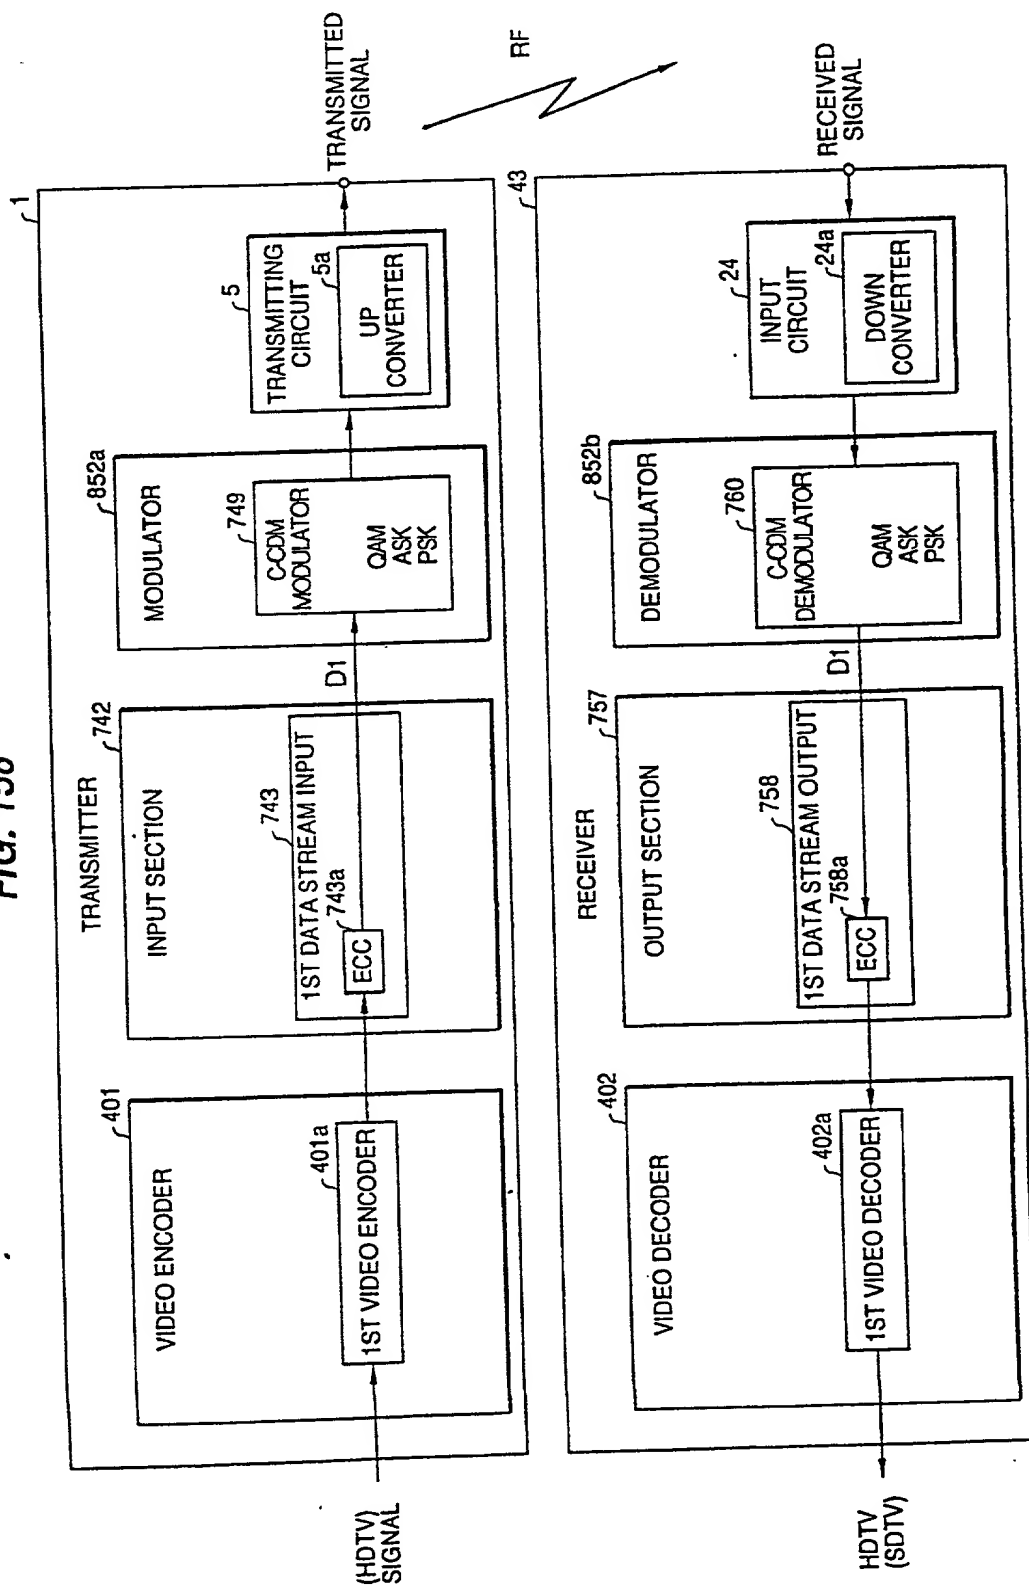 FIG.
TRANSMITTER
1
(HDTV)
SIGNAL
401
VIDEO ENCODER
401a
1ST VIDEO ENCODER
742
INPUT SECTION
743
1ST DATA STREAM INPUT
743a
ECC
D1
852a
MODULATOR
749
C-CDM
MODULATOR
QAM
ASK
PSK
5
TRANSMITTING
CIRCUIT
5a
UP
CONVERTER
TRANSMITTED
SIGNAL
RF
RECEIVER
43
HDTV
(SDTV)
402
VIDEO DECODER
402a
1ST VIDEO DECODER
757
OUTPUT SECTION
758
1ST DATA STREAM OUTPUT
758a
ECC
D1
852b
DEMODULATOR
760
C-CDM
DEMODULATOR
QAM
ASK
PSK
24
INPUT
CIRCUIT
24a
DOWN
CONVERTER
RECEIVED
SIGNAL